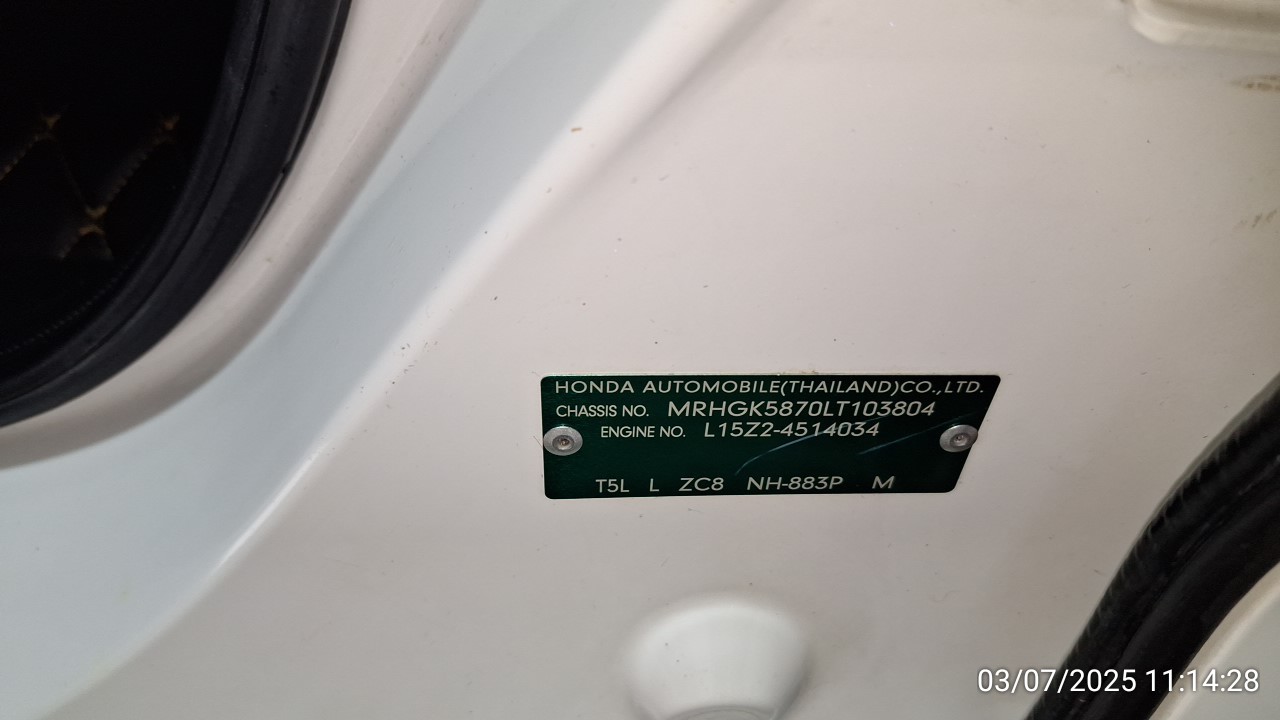 HONDA AUTOMOBILE(THAILAND)CO.,LTD.
CHASSIS NO. MRHGK5870LT103804
ENGINE NO. L15Z2-4514034
T5L L ZC8 NH-883P M
03/07/2025 11:14:28